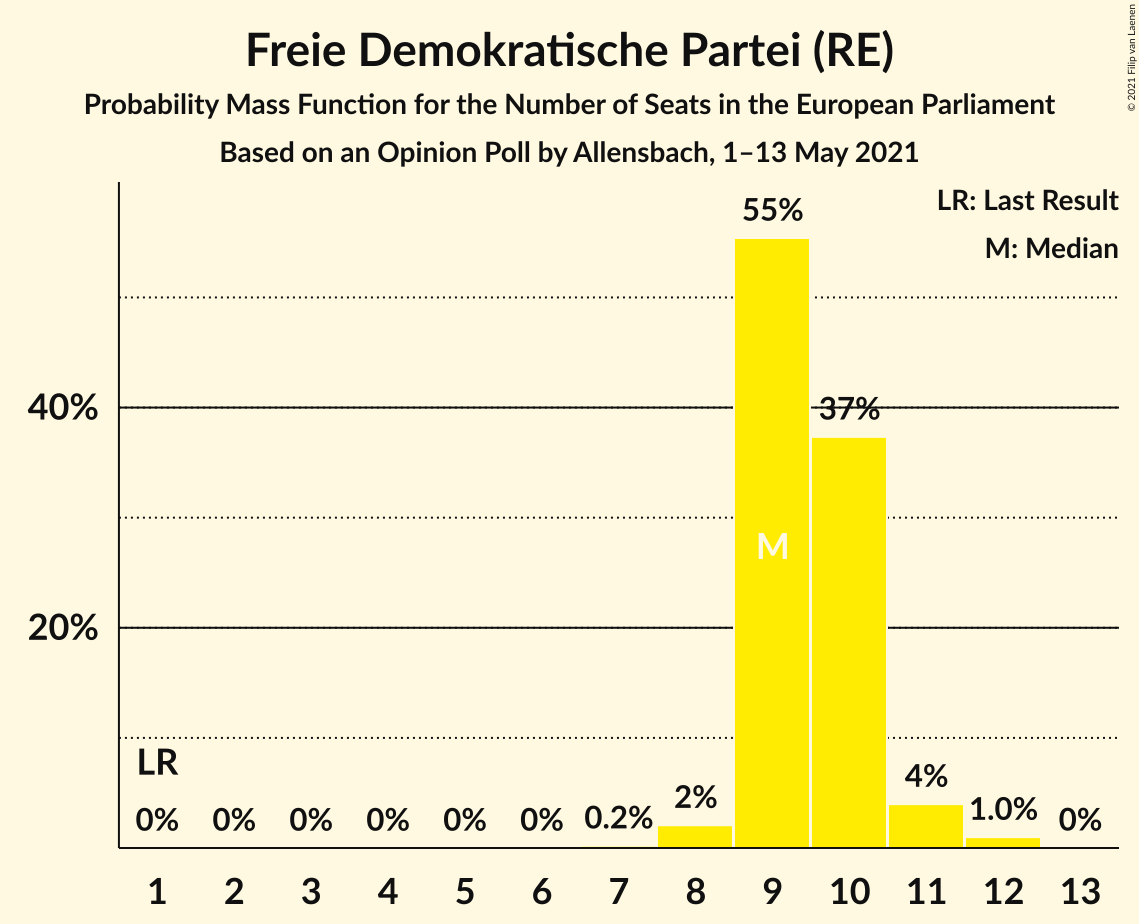 Freie Demokratische Partei (RE)
Probability Mass Function for the Number of Seats in the European Parliament
Based on an Opinion Poll by Allensbach, 1–13 May 2021
© 2021 Filip van Laenen
LR: Last Result
M: Median
55%
40%
37%
M
20%
LR
0% 0% 0% 0% 0% 0% 0.2% 2% 4% 1.0% 0%
1 2 3 4 5 6 7 8 9 10 11 12 13